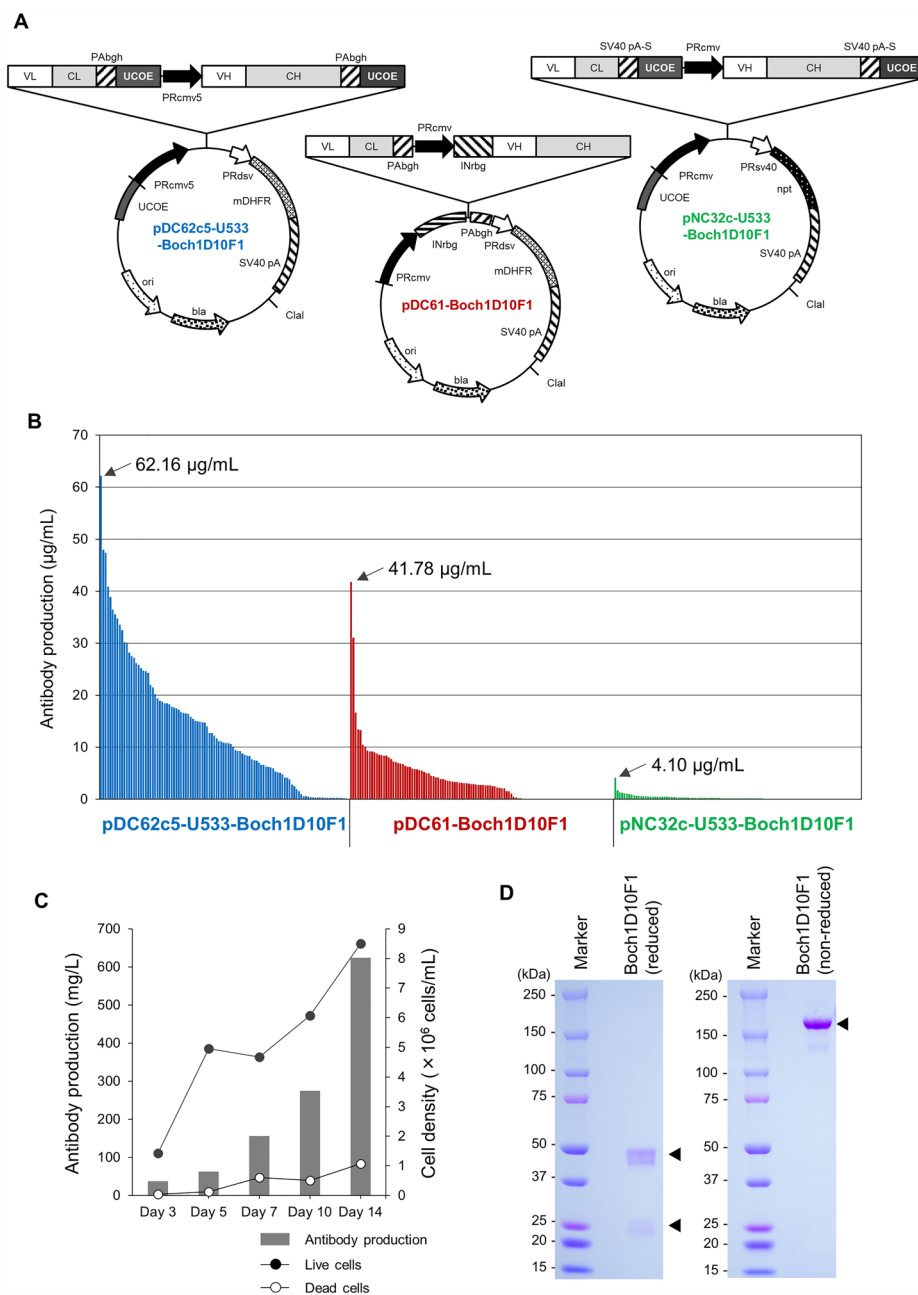 A
PAbgh
PAbgh
VL
CL
UCOE
VH
CH
UCOE
PRcmv5
SV40 pA-S
PRcmv
SV40 pA-S
VL
CL
UCOE
VH
CH
UCOE
PRcmv
VL
CL
VH
CH
PAbgh
INrbg
PRdsv
PRcmv5
mDHFR
UCOE
pDC62c5-U533
-Boch1D10F1
SV40 pA
ori
bla
ClaI
PAbgh
INrbg
PRdsv
mDHFR
PRcmv
pDC61-Boch1D10F1
SV40 pA
ori
bla
ClaI
PRsv40
PRcmv
npt
UCOE
pNC32c-U533
-Boch1D10F1
SV40 pA
ori
bla
ClaI
B
Antibody production (µg/mL)
70
60
50
40
30
20
10
0
62.16 µg/mL
41.78 µg/mL
4.10 µg/mL
pDC62c5-U533-Boch1D10F1
pDC61-Boch1D10F1
pNC32c-U533-Boch1D10F1
C
Antibody production (mg/L)
700
600
500
400
300
200
100
0
Cell density ( × 10⁶ cells/mL)
9
8
7
6
5
4
3
2
1
0
Day 3
Day 5
Day 7
Day 10
Day 14
Antibody production
Live cells
Dead cells
D
Marker
Boch1D10F1
(reduced)
(kDa)
250
150
100
75
50
37
25
20
15
Marker
Boch1D10F1
(non-reduced)
(kDa)
250
150
100
75
50
37
25
20
15